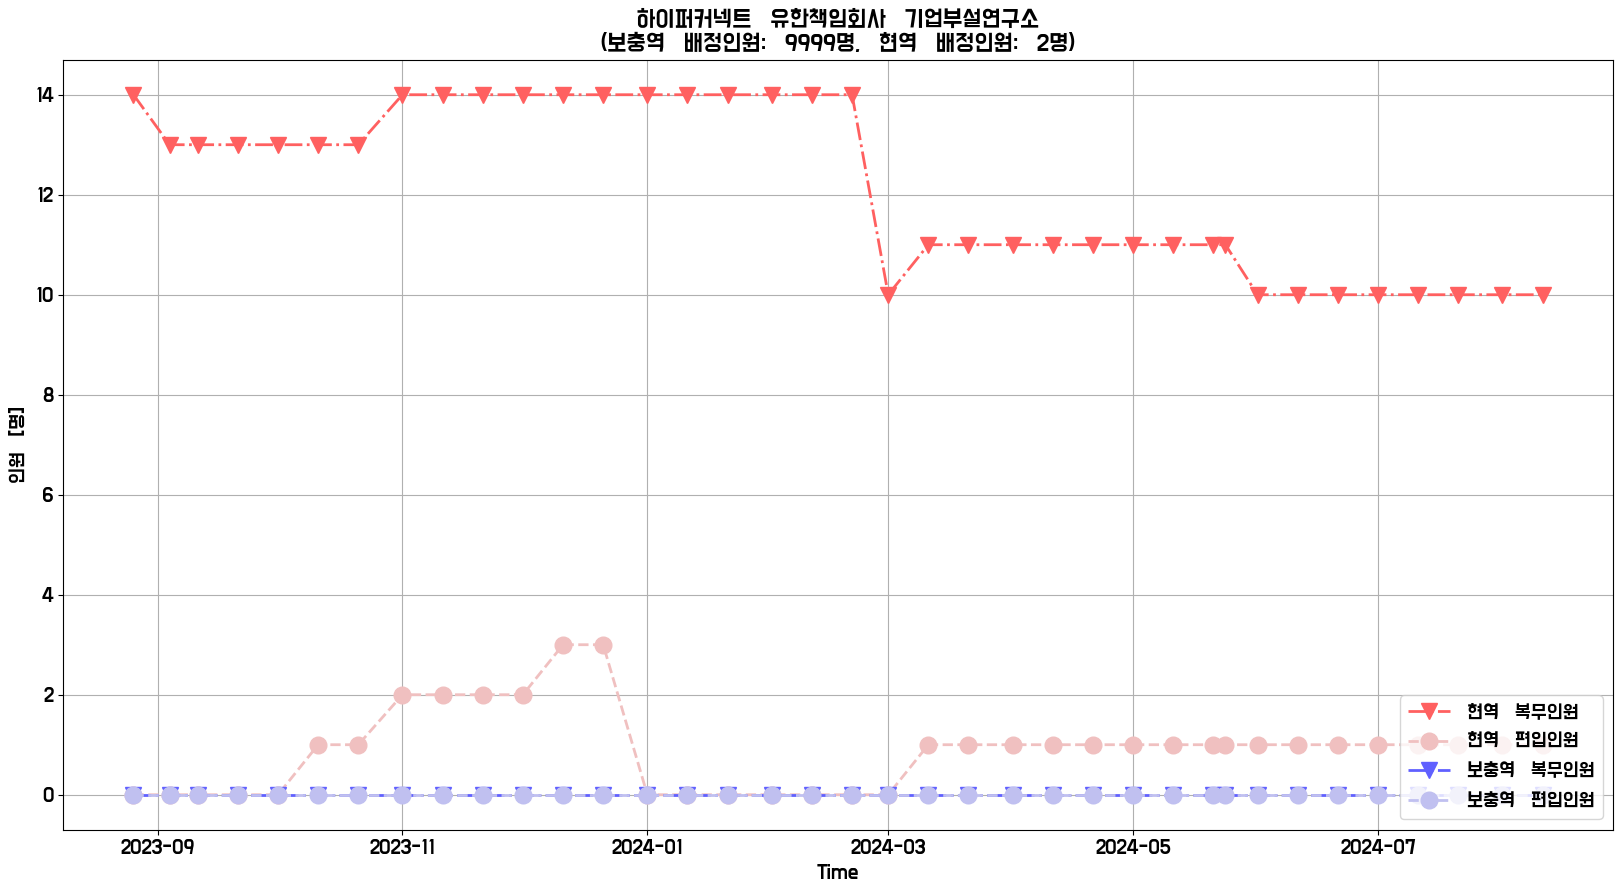 하이퍼커넥트 유한책임회사 기업부설연구소
(보충역 배정인원: 9999명, 현역 배정인원: 2명)
14
12
10
8
6
4
2
0
인원 [명]
2023-09
2023-11
2024-01
2024-03
2024-05
2024-07
Time
현역 복무인원
현역 편입인원
보충역 복무인원
보충역 편입인원